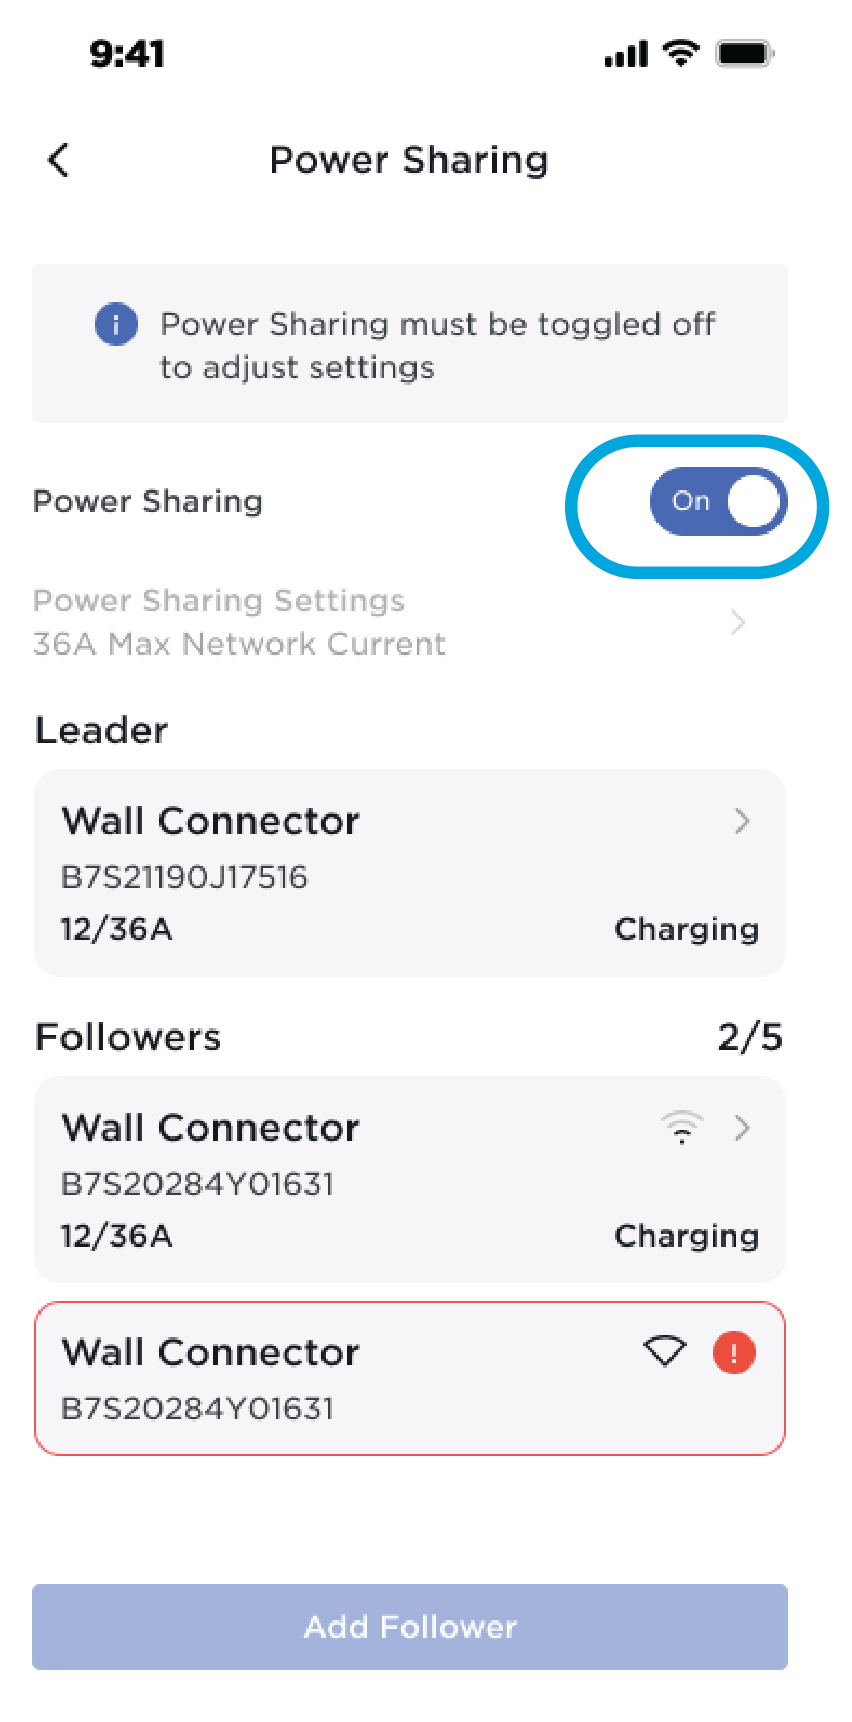 9:41
Power Sharing
Power Sharing must be toggled off
to adjust settings
Power Sharing
On
Power Sharing Settings
36A Max Network Current
Leader
Wall Connector
B7S21190J17516
12/36A
Charging
Followers
2/5
Wall Connector
B7S20284Y01631
12/36A
Charging
Wall Connector
B7S20284Y01631
Add Follower